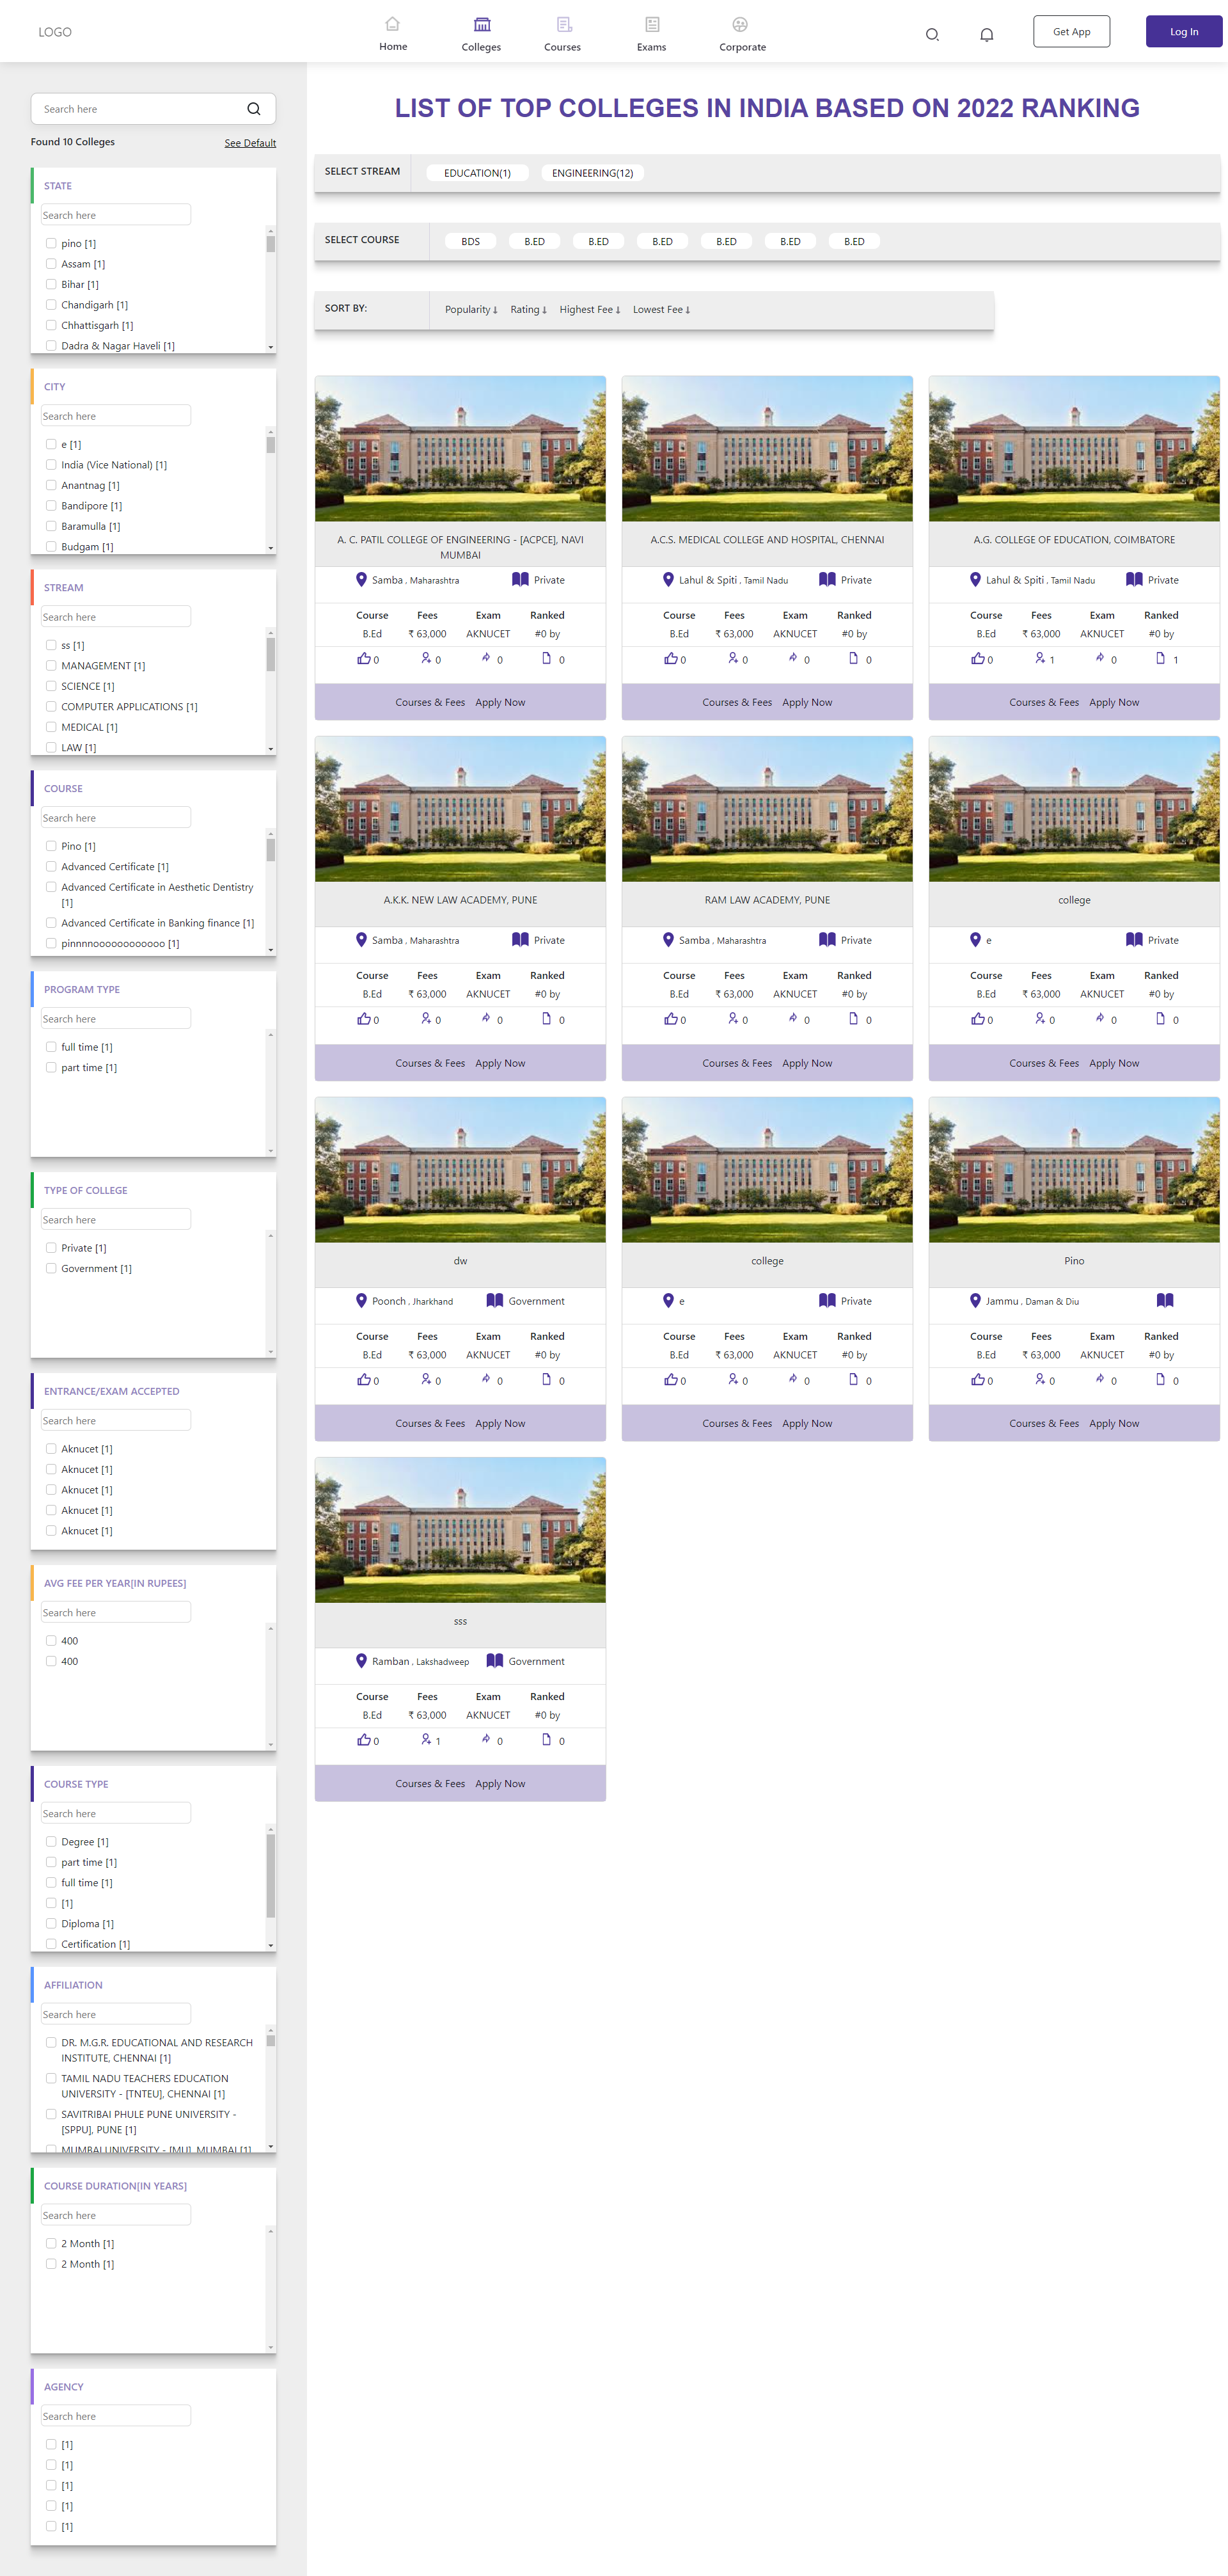 LOGO
Home
Colleges
Courses
Exams
Corporate
Get App
Log In
Search here
Found 10 Colleges
See Default
STATE
Search here
pino [1]
Assam [1]
Bihar [1]
Chandigarh [1]
Chhattisgarh [1]
Dadra & Nagar Haveli [1]
CITY
Search here
e [1]
India (Vice National) [1]
Anantnag [1]
Bandipore [1]
Baramulla [1]
Budgam [1]
STREAM
Search here
ss [1]
MANAGEMENT [1]
SCIENCE [1]
COMPUTER APPLICATIONS [1]
MEDICAL [1]
LAW [1]
COURSE
Search here
Pino [1]
Advanced Certificate [1]
Advanced Certificate in Aesthetic Dentistry
[1]
Advanced Certificate in Banking finance [1]
pinnnnoooooooooooo [1]
PROGRAM TYPE
Search here
full time [1]
part time [1]
TYPE OF COLLEGE
Search here
Private [1]
Government [1]
ENTRANCE/EXAM ACCEPTED
Search here
Aknucet [1]
Aknucet [1]
Aknucet [1]
Aknucet [1]
Aknucet [1]
AVG FEE PER YEAR[IN RUPEES]
Search here
400
400
COURSE TYPE
Search here
Degree [1]
part time [1]
full time [1]
[1]
Diploma [1]
Certification [1]
AFFILIATION
Search here
DR. M.G.R. EDUCATIONAL AND RESEARCH
INSTITUTE, CHENNAI [1]
TAMIL NADU TEACHERS EDUCATION
UNIVERSITY - [TNTEU], CHENNAI [1]
SAVITRIBAI PHULE PUNE UNIVERSITY -
[SPPU], PUNE [1]
MUMBAI UNIVERSITY - [MU], MUMBAI [1]
COURSE DURATION[IN YEARS]
Search here
2 Month [1]
2 Month [1]
AGENCY
Search here
[1]
[1]
[1]
[1]
[1]
LIST OF TOP COLLEGES IN INDIA BASED ON 2022 RANKING
SELECT STREAM EDUCATION(1) ENGINEERING(12)
SELECT COURSE BDS B.ED B.ED B.ED B.ED B.ED B.ED
SORT BY: Popularity Rating Highest Fee Lowest Fee
A. C. PATIL COLLEGE OF ENGINEERING - [ACPCE], NAVI
MUMBAI
Samba , Maharashtra Private
Course Fees Exam Ranked
B.Ed ₹ 63,000 AKNUCET #0 by
0 0 0 0
Courses & Fees Apply Now
A.C.S. MEDICAL COLLEGE AND HOSPITAL, CHENNAI
Lahul & Spiti , Tamil Nadu Private
Course Fees Exam Ranked
B.Ed ₹ 63,000 AKNUCET #0 by
0 0 0 0
Courses & Fees Apply Now
A.G. COLLEGE OF EDUCATION, COIMBATORE
Lahul & Spiti , Tamil Nadu Private
Course Fees Exam Ranked
B.Ed ₹ 63,000 AKNUCET #0 by
0 1 0 1
Courses & Fees Apply Now
A.K.K. NEW LAW ACADEMY, PUNE
Samba , Maharashtra Private
Course Fees Exam Ranked
B.Ed ₹ 63,000 AKNUCET #0 by
0 0 0 0
Courses & Fees Apply Now
RAM LAW ACADEMY, PUNE
Samba , Maharashtra Private
Course Fees Exam Ranked
B.Ed ₹ 63,000 AKNUCET #0 by
0 0 0 0
Courses & Fees Apply Now
college
e Private
Course Fees Exam Ranked
B.Ed ₹ 63,000 AKNUCET #0 by
0 0 0 0
Courses & Fees Apply Now
dw
Poonch , Jharkhand Government
Course Fees Exam Ranked
B.Ed ₹ 63,000 AKNUCET #0 by
0 0 0 0
Courses & Fees Apply Now
college
e Private
Course Fees Exam Ranked
B.Ed ₹ 63,000 AKNUCET #0 by
0 0 0 0
Courses & Fees Apply Now
Pino
Jammu , Daman & Diu
Course Fees Exam Ranked
B.Ed ₹ 63,000 AKNUCET #0 by
0 0 0 0
Courses & Fees Apply Now
sss
Ramban , Lakshadweep Government
Course Fees Exam Ranked
B.Ed ₹ 63,000 AKNUCET #0 by
0 1 0 0
Courses & Fees Apply Now